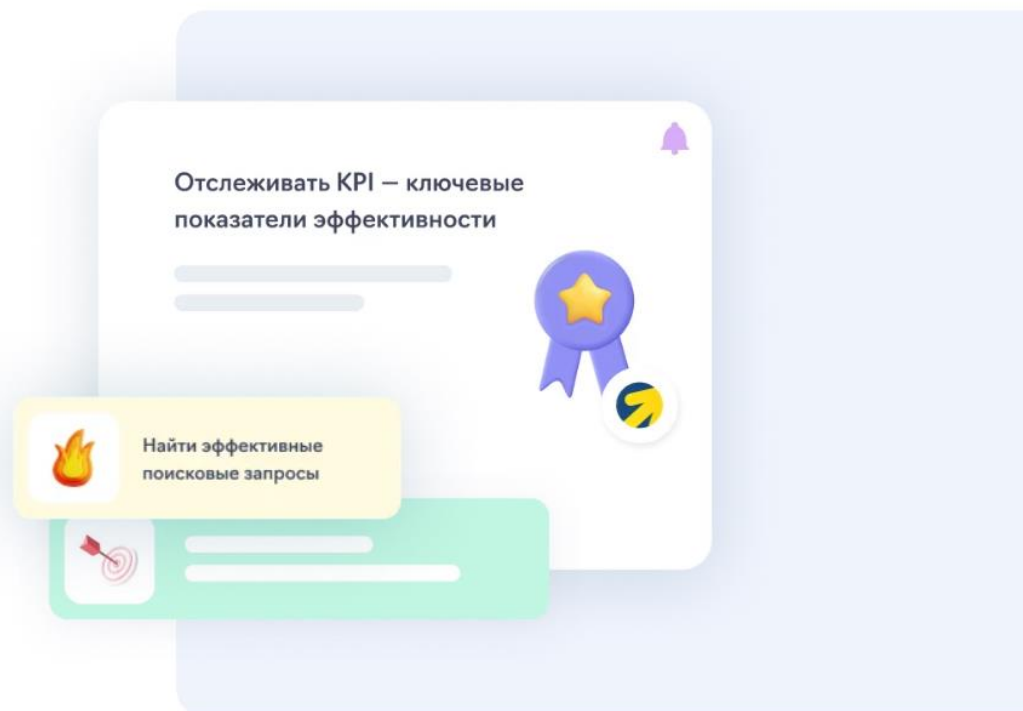 Отслеживать KPI — ключевые
показатели эффективности
Найти эффективные
поисковые запросы